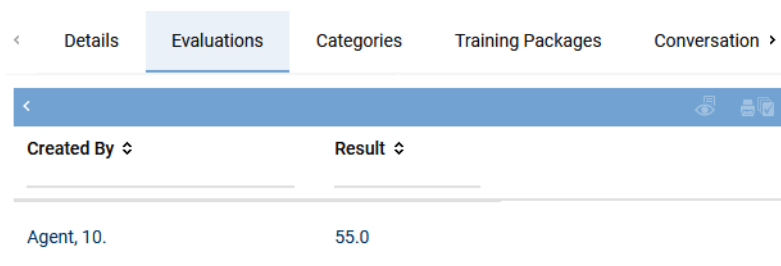 Details Evaluations Categories Training Packages Conversation
Created By Result
Agent, 10. 55.0